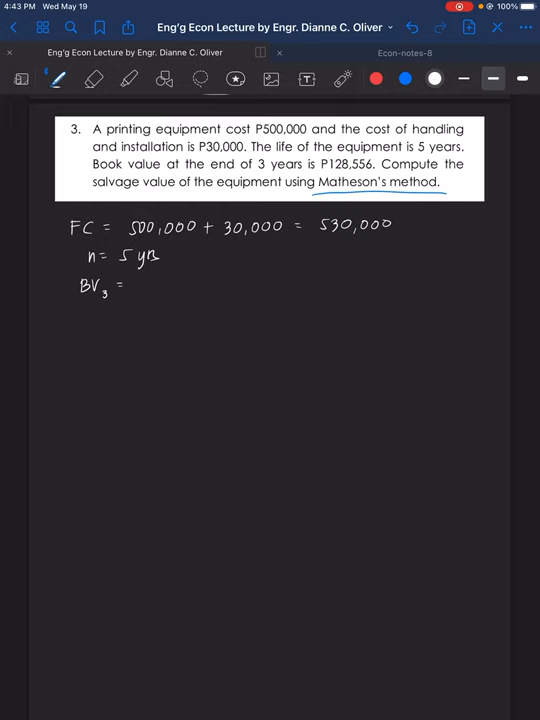 4:43 PM Wed May 19
100%
Eng'g Econ Lecture by Engr. Dianne C. Oliver
Eng'g Econ Lecture by Engr. Dianne C. Oliver
Econ-notes-8
3. A printing equipment cost P500,000 and the cost of handling
and installation is P30,000. The life of the equipment is 5 years.
Book value at the end of 3 years is P128,556. Compute the
salvage value of the equipment using Matheson's method.
FC = 500,000 + 30,000 = 530,000
n = 5 yrs
BV3 =